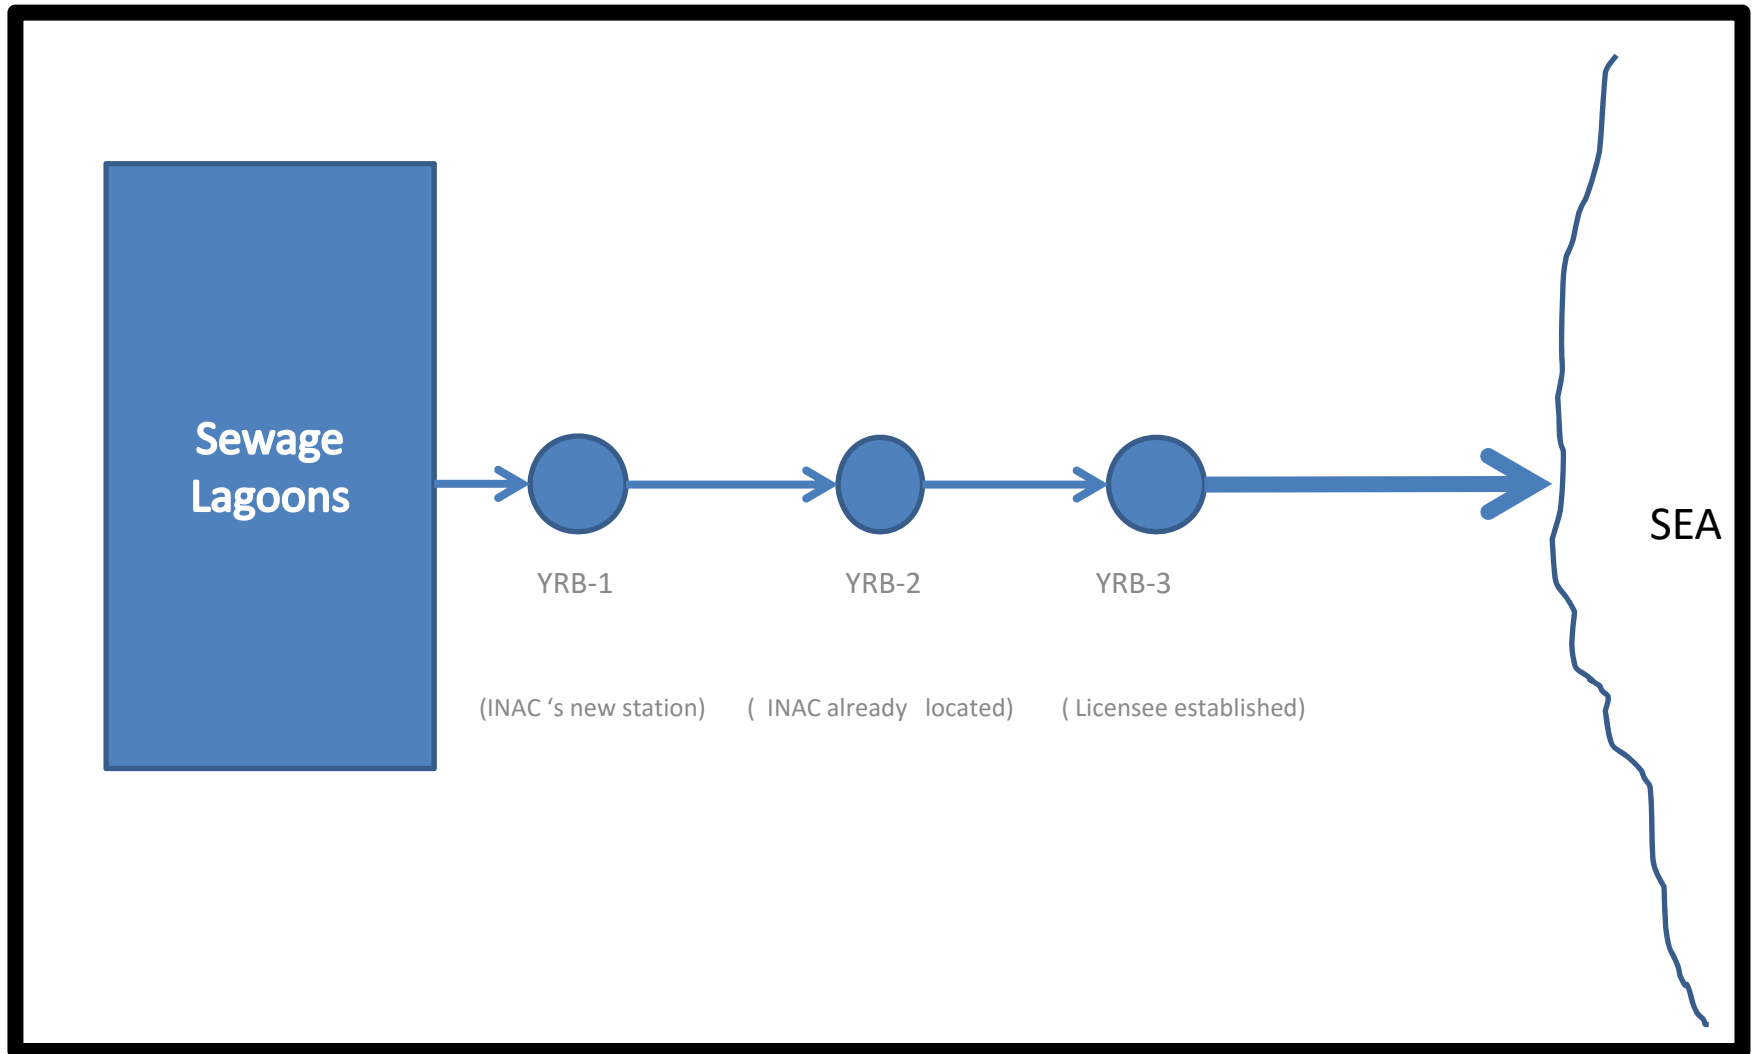 Sewage
Lagoons
SEA
YRB-1 YRB-2 YRB-3
(INAC ‘s new station) ( INAC already located) ( Licensee established)